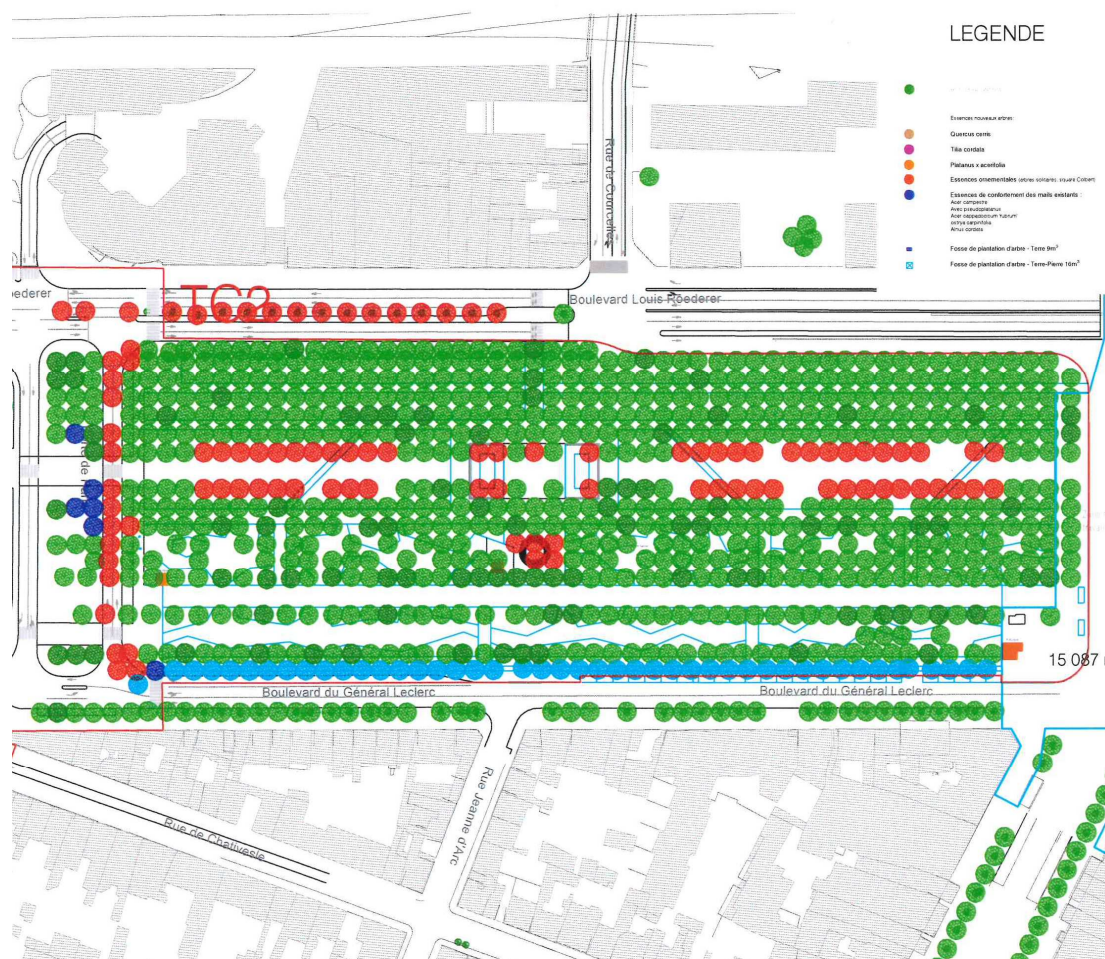 LEGENDE
Essences nouveaux arbres
Quercus cerris
Tilia cordata
Platanus x acerifolia
Essences ornementales (arbres solitaires, square Colbert)
Essences de confortement des mails existants :
Acer campestre
Avec pseudoplatanus
Acer cappadocicum 'rubrum'
ostrya carpinifolia
Alnus cordata
Fosse de plantation d'arbre - Terre 9m³
Fosse de plantation d'arbre - Terre-Pierre 16m³
Rue de Courcelles
oederer
TC2
Boulevard Louis Roederer
15 087
Boulevard du Général Leclerc
Boulevard du Général Leclerc
Rue Jeanne d'Arc
Rue de Chativesle